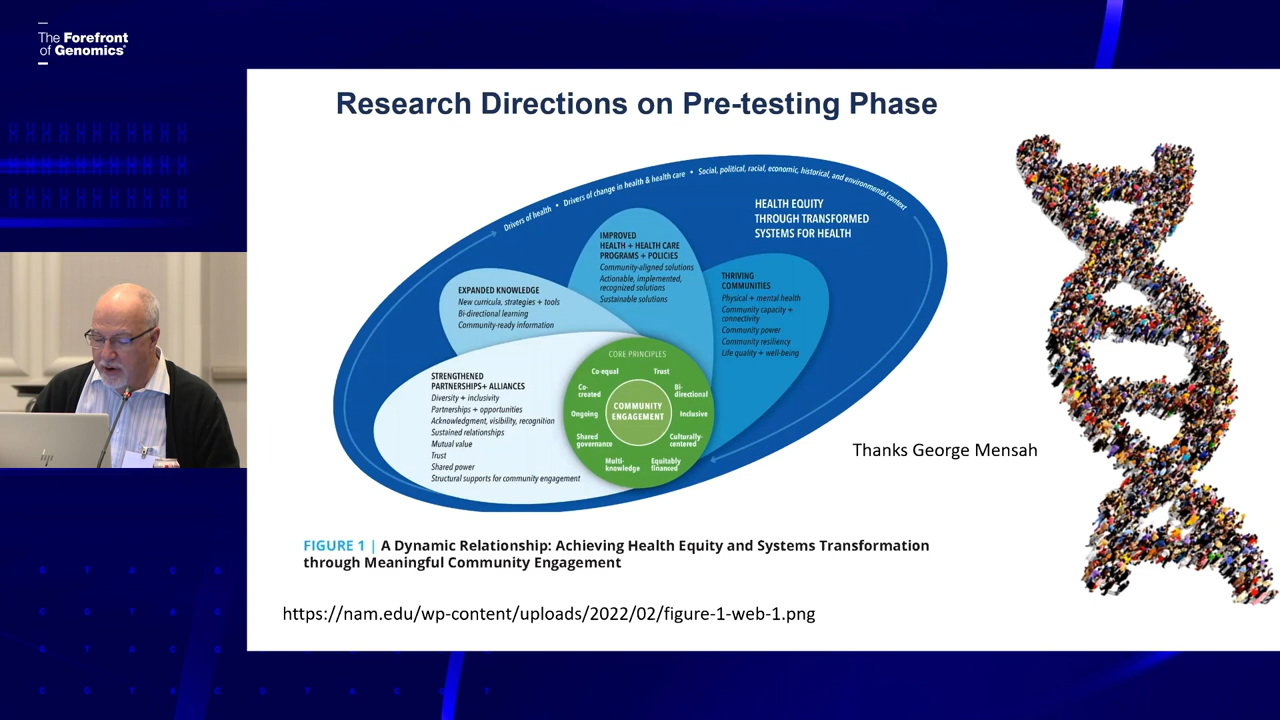 The Forefront
of Genomics®
Research Directions on Pre-testing Phase
Drivers of health • Drivers of change in health & health care • Social, political, racial, economic, historical, and environmental context
HEALTH EQUITY
THROUGH TRANSFORMED
SYSTEMS FOR HEALTH
IMPROVED
HEALTH + HEALTH CARE
PROGRAMS + POLICIES
Community-aligned solutions
Actionable, implemented,
recognized solutions
Sustainable solutions
THRIVING
COMMUNITIES
Physical + mental health
Community capacity +
connectivity
Community power
Community resiliency
Life quality + well-being
EXPANDED KNOWLEDGE
New curricula, strategies + tools
Bi-directional learning
Community-ready information
STRENGTHENED
PARTNERSHIPS+ ALLIANCES
Diversity + inclusivity
Partnerships + opportunities
Acknowledgment, visibility, recognition
Sustained relationships
Mutual value
Trust
Shared power
Structural supports for community engagement
CORE PRINCIPLES
Co-equal
Trust
Co-
created
Bi-
directional
Ongoing
COMMUNITY
ENGAGEMENT
Inclusive
Shared
governance
Culturally-
centered
Multi-
knowledge
Equitably
financed
Thanks George Mensah
FIGURE 1 | A Dynamic Relationship: Achieving Health Equity and Systems Transformation
through Meaningful Community Engagement
https://nam.edu/wp-content/uploads/2022/02/figure-1-web-1.png
hp